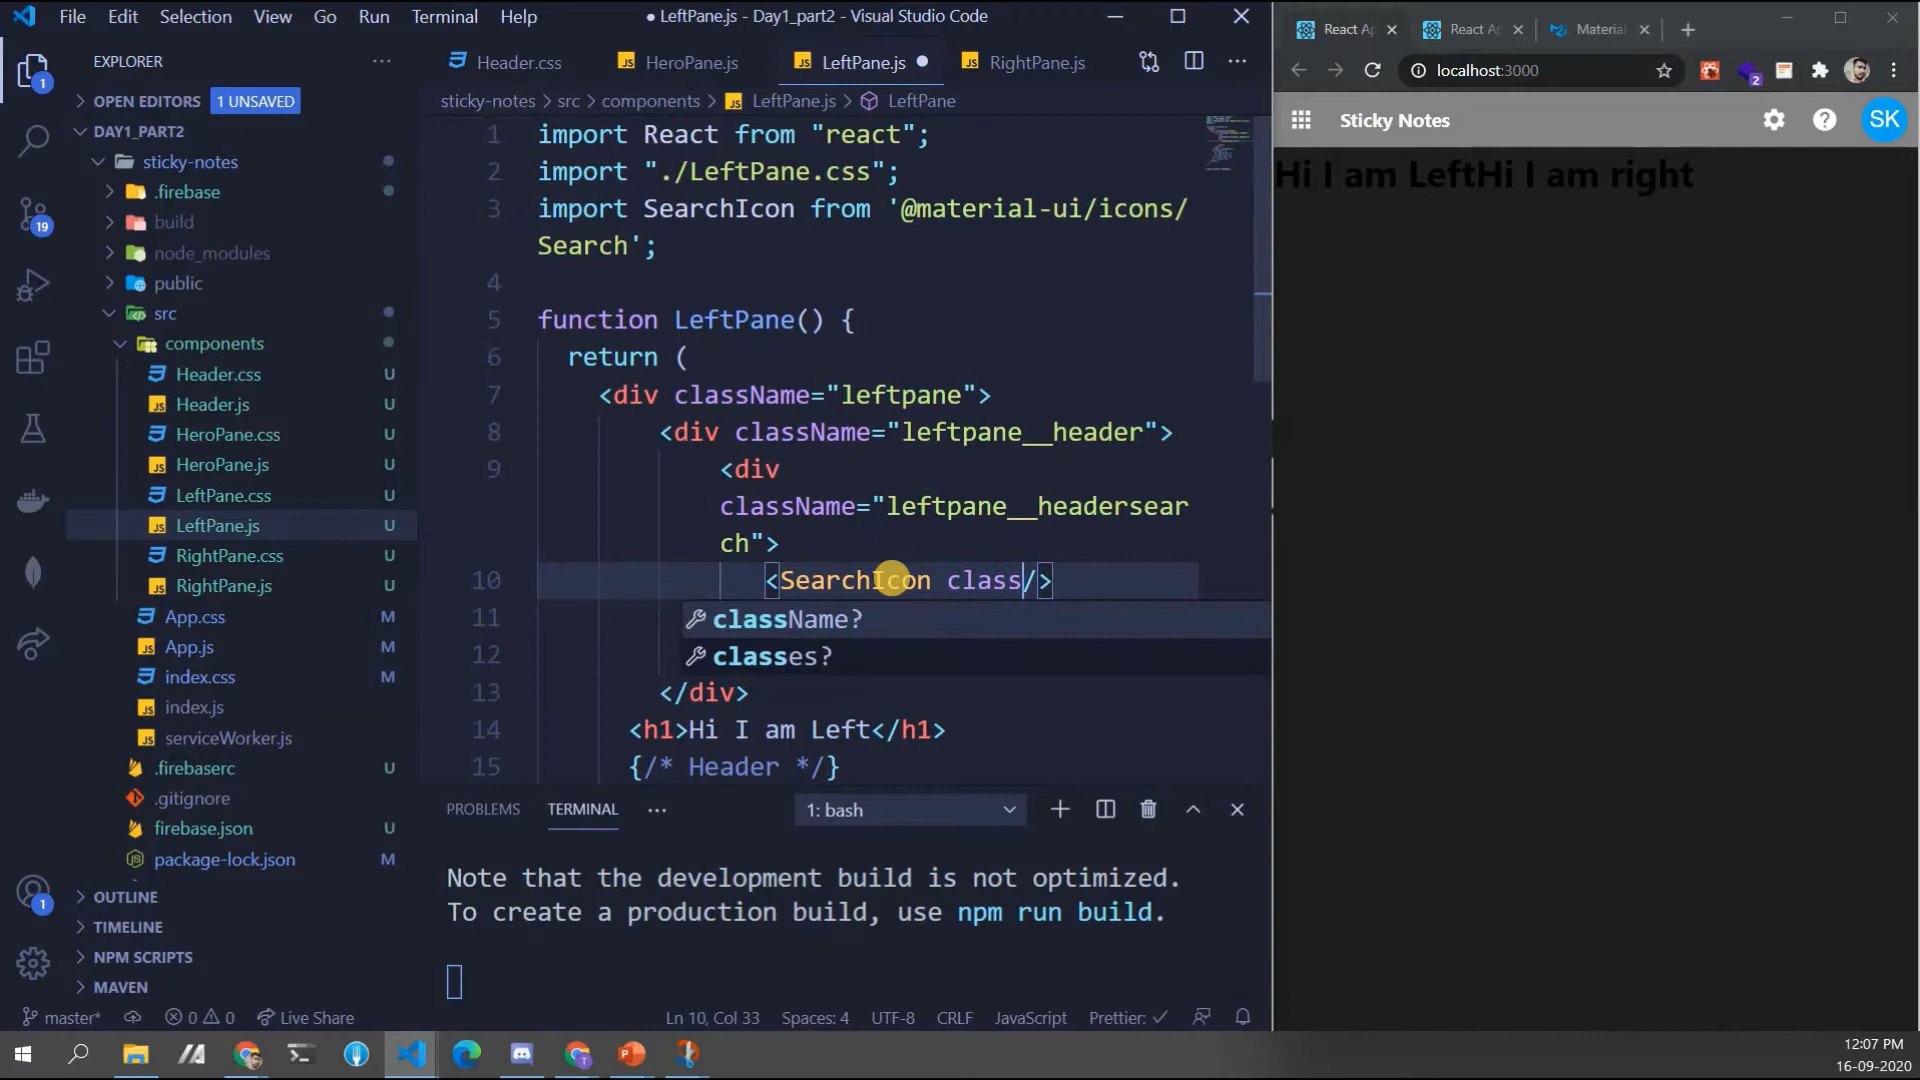 File Edit Selection View Go Run Terminal Help
● LeftPane.js - Day1_part2 - Visual Studio Code
EXPLORER
OPEN EDITORS 1 UNSAVED
DAY1_PART2
sticky-notes
.firebase
build
node_modules
public
src
components
Header.css U
Header.js U
HeroPane.css U
HeroPane.js U
LeftPane.css U
LeftPane.js U
RightPane.css U
RightPane.js U
App.css M
App.js M
index.css M
index.js
serviceWorker.js
.firebaserc U
.gitignore
firebase.json U
package-lock.json M
OUTLINE
TIMELINE
NPM SCRIPTS
MAVEN
1
19
1
Header.css HeroPane.js LeftPane.js RightPane.js
sticky-notes > src > components > LeftPane.js > LeftPane
1 import React from "react";
2 import "./LeftPane.css";
3 import SearchIcon from '@material-ui/icons/
Search';
4
5 function LeftPane() {
6 return (
7 <div className="leftpane">
8 <div className="leftpane__header">
9 <div
className="leftpane__headersear
ch">
10 <SearchIcon class/>
11 className?
12 classes?
13 </div>
14 <h1>Hi I am Left</h1>
15 {/* Header */}
PROBLEMS TERMINAL ··· 1: bash
Note that the development build is not optimized.
To create a production build, use npm run build.
master* 0 0 Live Share Ln 10, Col 33 Spaces: 4 UTF-8 CRLF JavaScript Prettier: ✓
React Ap React Ap Material
localhost:3000
2
Sticky Notes SK
Hi I am LeftHi I am right
12:07 PM
16-09-2020